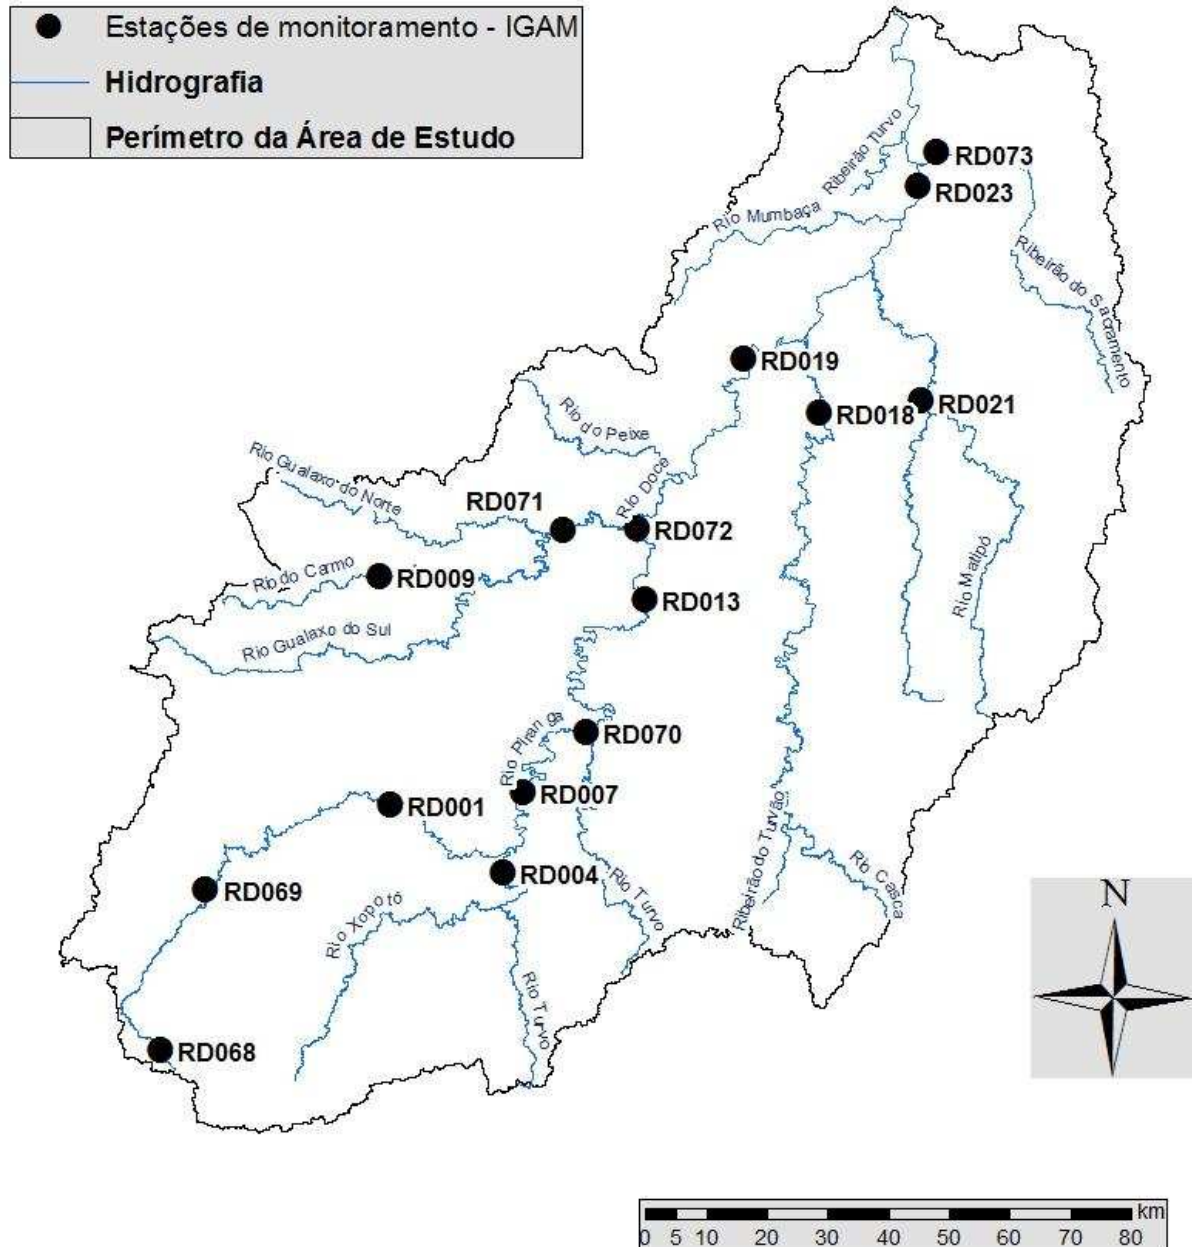 Estações de monitoramento - IGAM
Hidrografia
Perímetro da Área de Estudo
Ribeirão Turvo
RD073
RD023
Rio Mumbaça
Ribeirão do Sacramento
RD019
RD018
RD021
Rio do Peixe
Rio Gualaxo do Norte
RD071
Rio Doce
RD072
Rio do Carmo
RD009
RD013
Rio Matipó
Rio Gualaxo do Sul
Rio Piranga
RD070
RD007
RD001
Ribeirão do Turvão
Rio Casca
RD004
RD069
Rio Xopotó
Rio Turvo
Rio Turvo
RD068
N
km
0 5 10 20 30 40 50 60 70 80